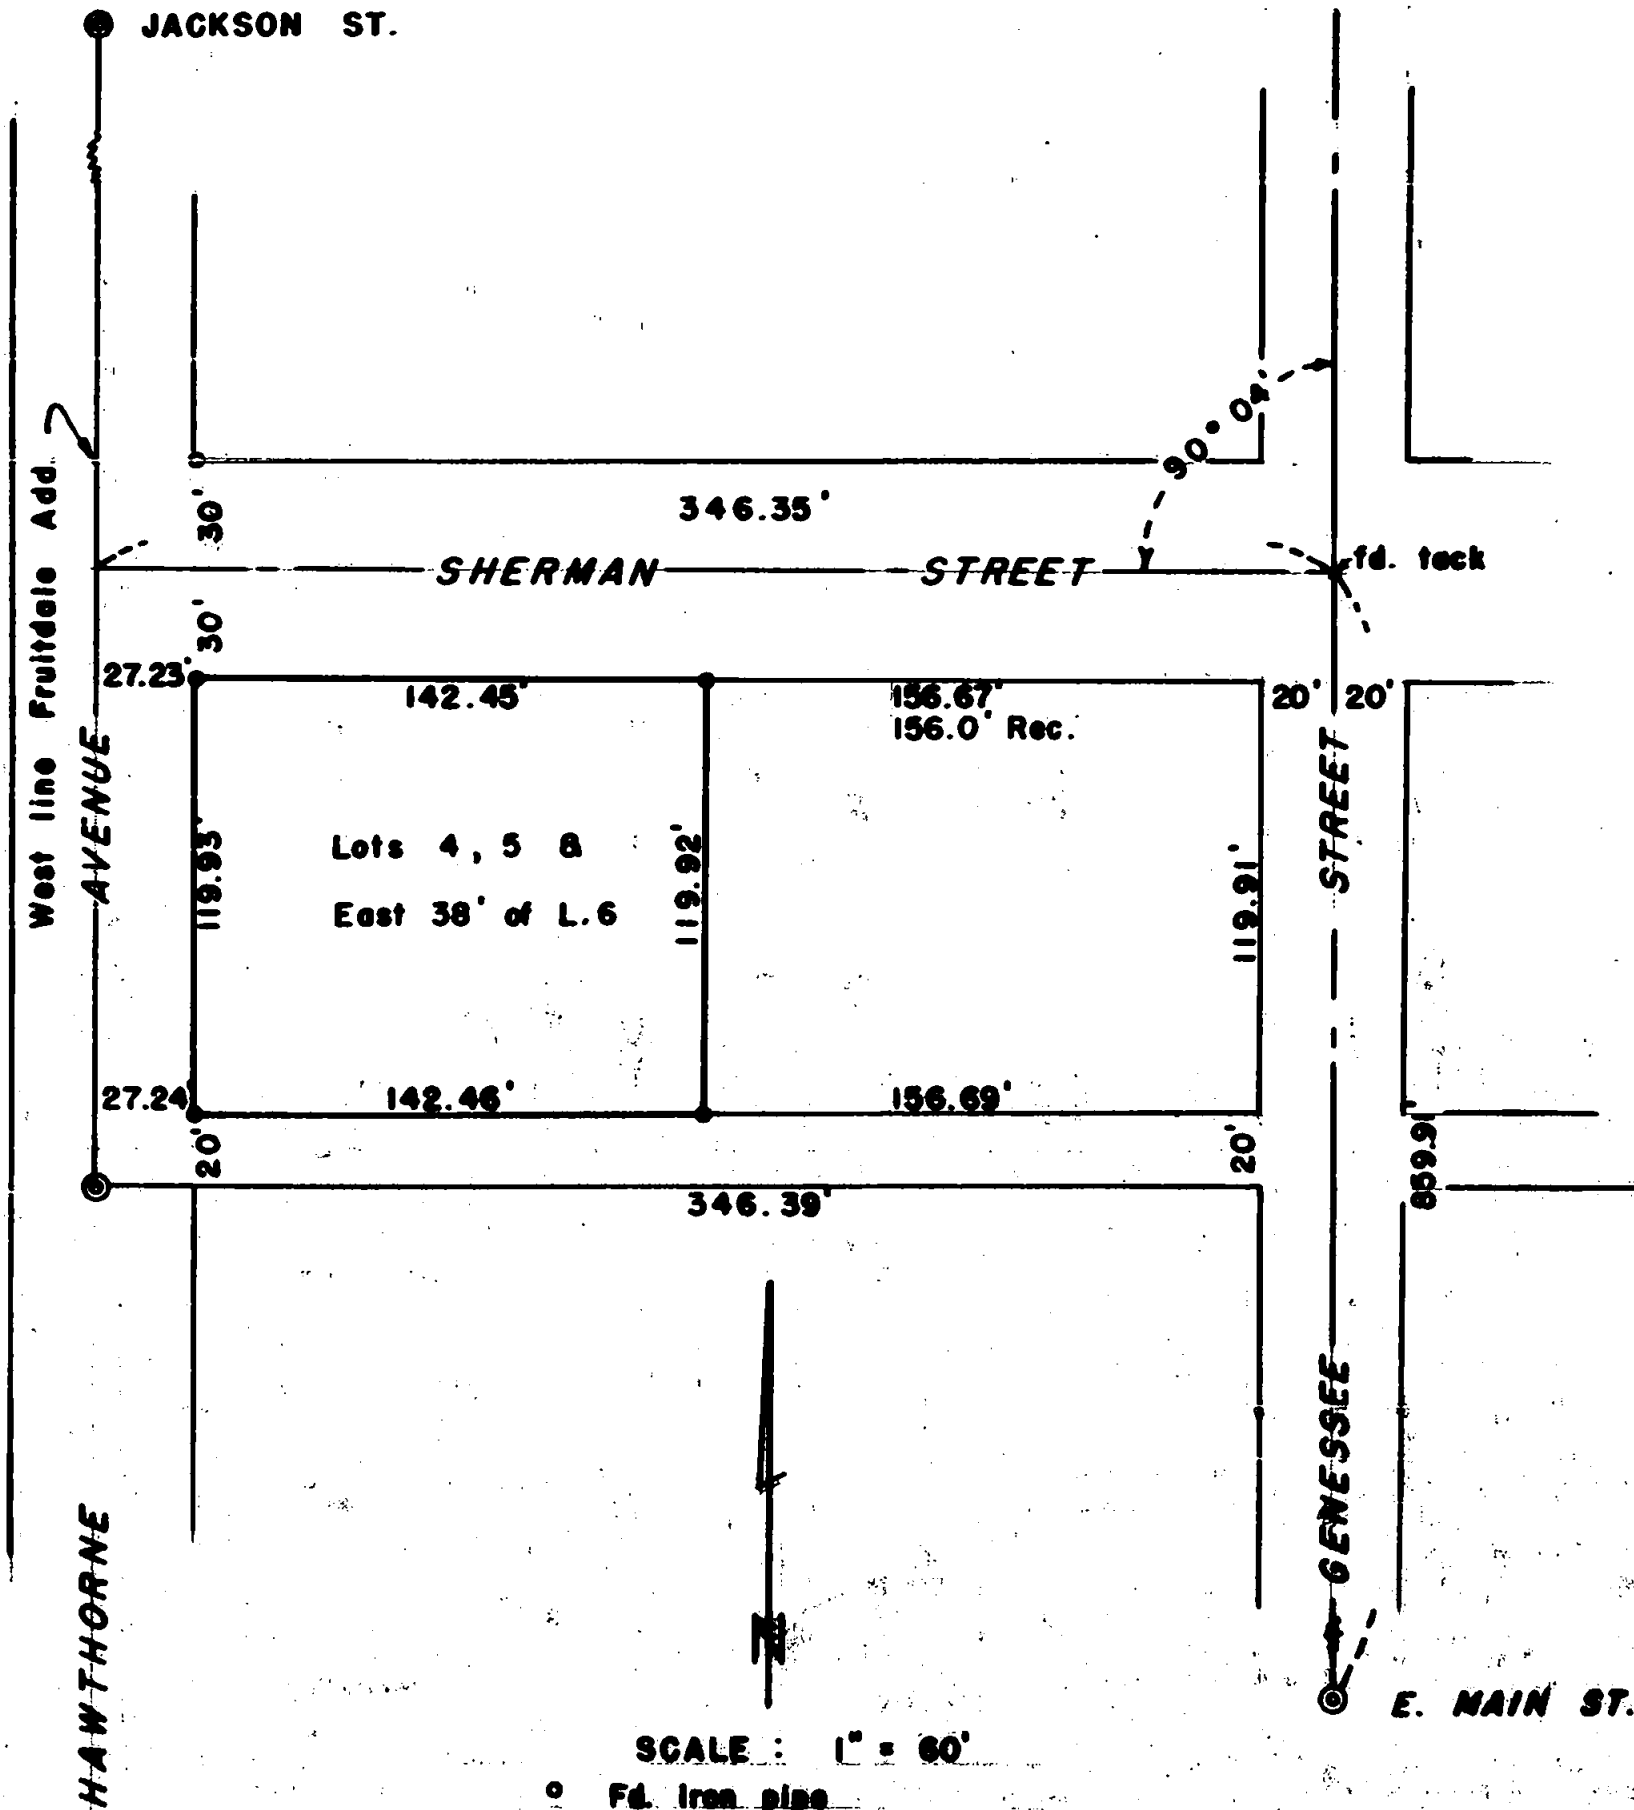 JACKSON ST.
90° 04'
West line Fruitdale Add.
30'
346.35'
SHERMAN STREET
fd. tack
30'
27.23'
142.45'
156.67'
20' 20'
156.0' Rec.
AVENUE
STREET
119.93'
Lots 4, 5 &
East 38' of L.6
119.92'
119.91'
27.24'
142.46'
156.69'
20'
20'
859.91'
346.39'
GENESSEE
HAWTHORNE
N
E. MAIN ST.
SCALE : 1" = 60'
o Fd. iron pipe